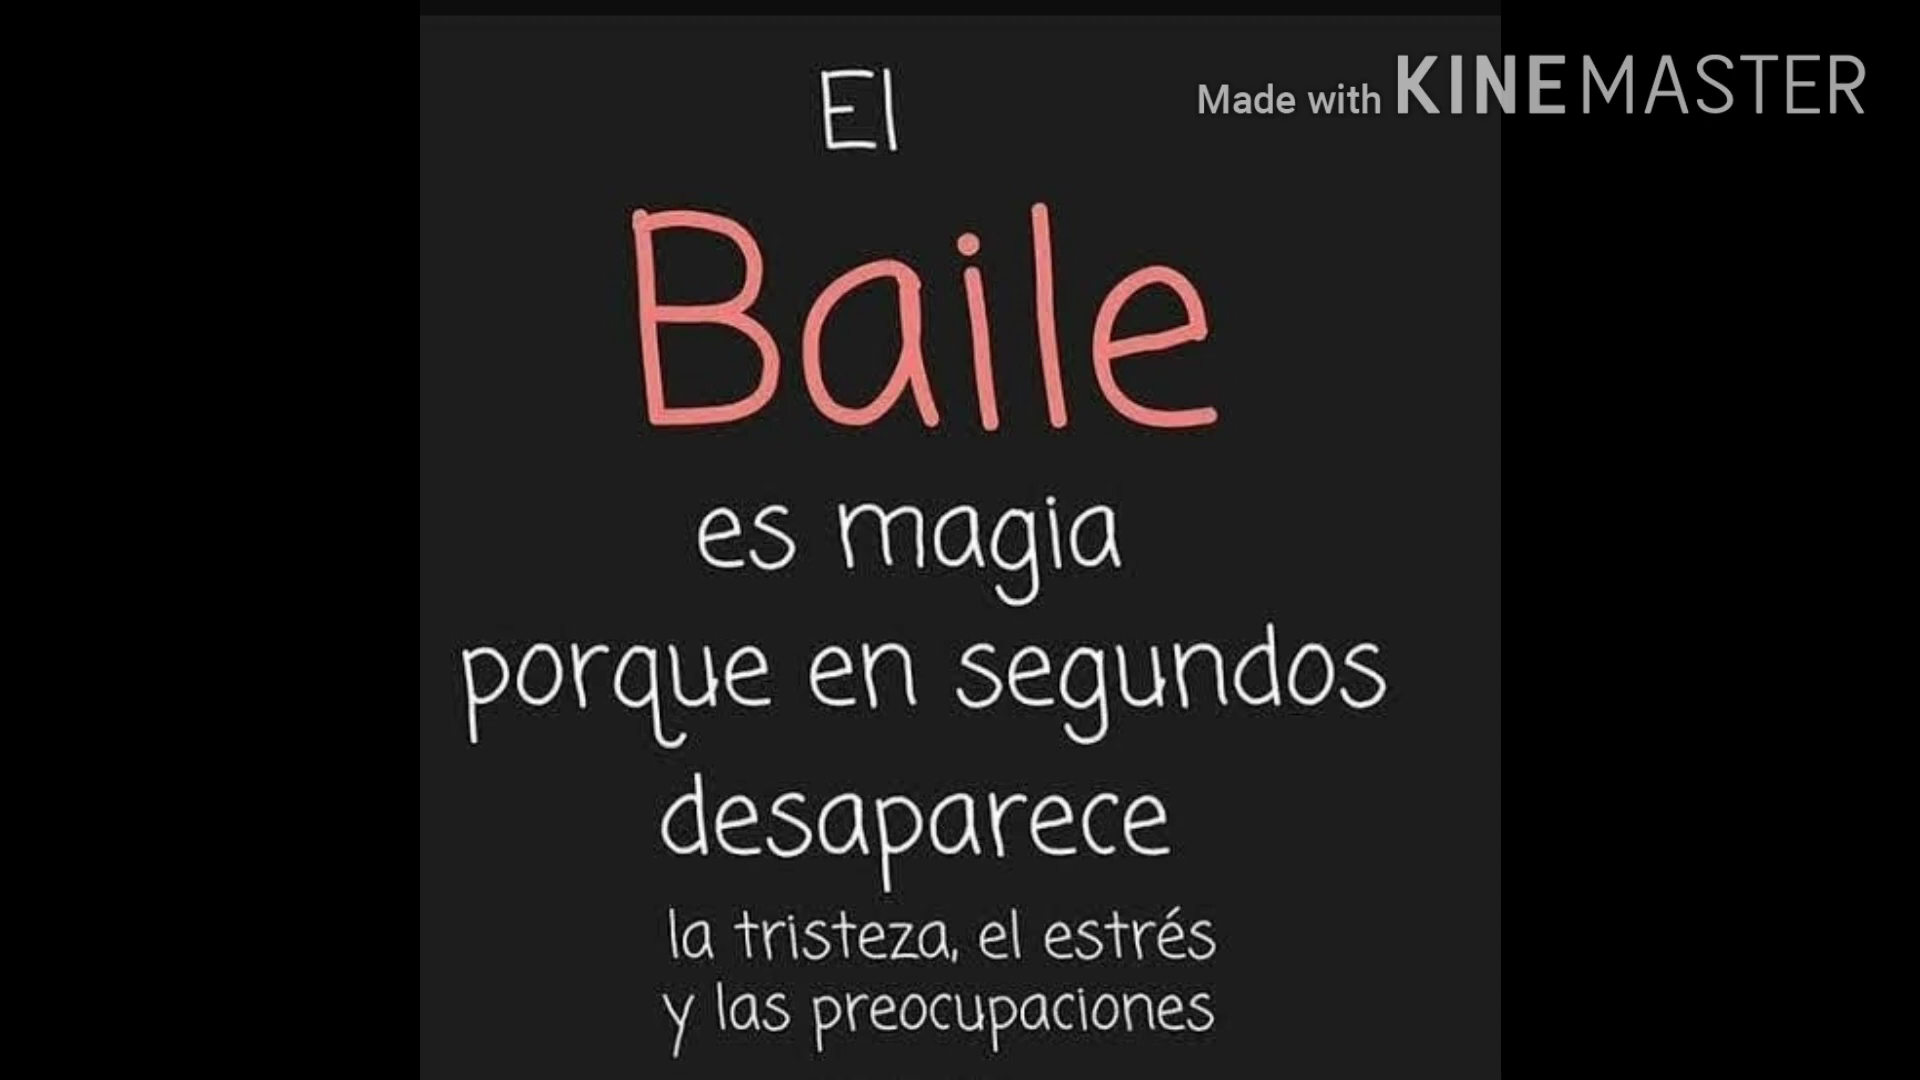 El
Made with KINEMASTER
Baile
es magia
porque en segundos
desaparece
la tristeza, el estrés
y las preocupaciones